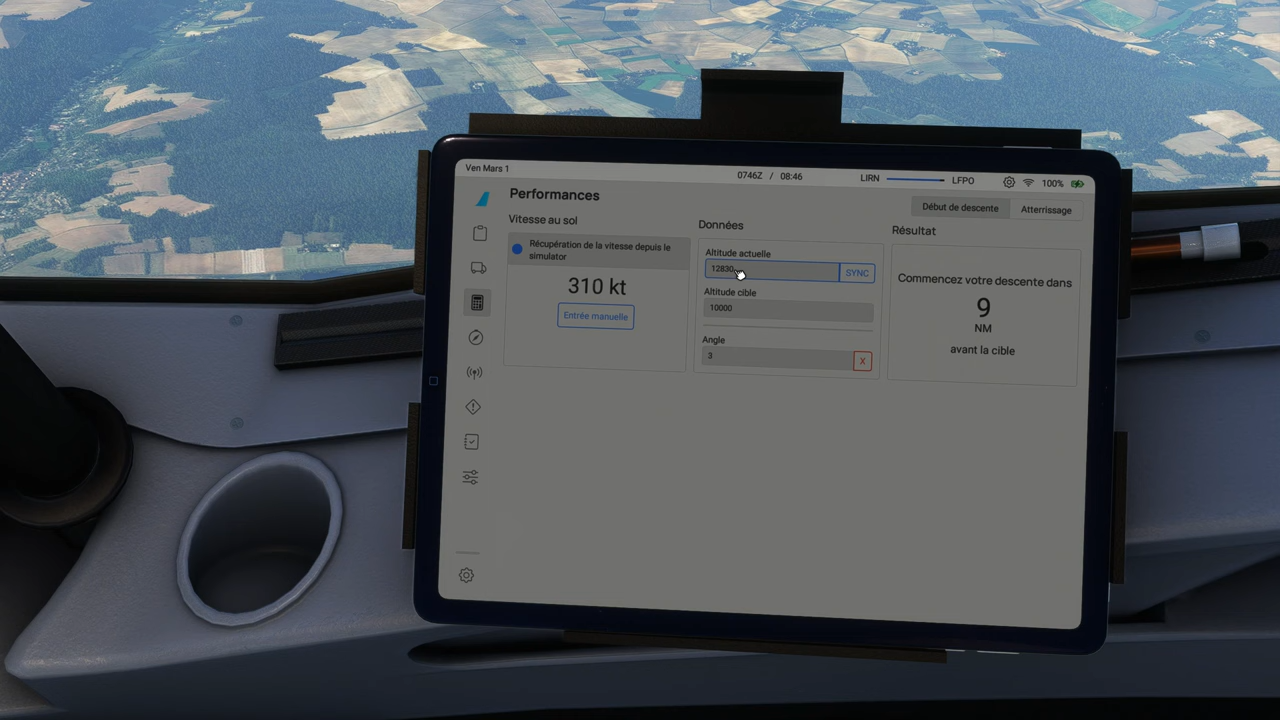 Ven Mars 1
0746Z / 08:46
LIRN
LFPO
100%
Performances
Début de descente
Atterrissage
Vitesse au sol
Récupération de la vitesse depuis le
simulator
310 kt
Entrée manuelle
Données
Altitude actuelle
12830
SYNC
Altitude cible
10000
Angle
3
X
Résultat
Commencez votre descente dans
9
NM
avant la cible